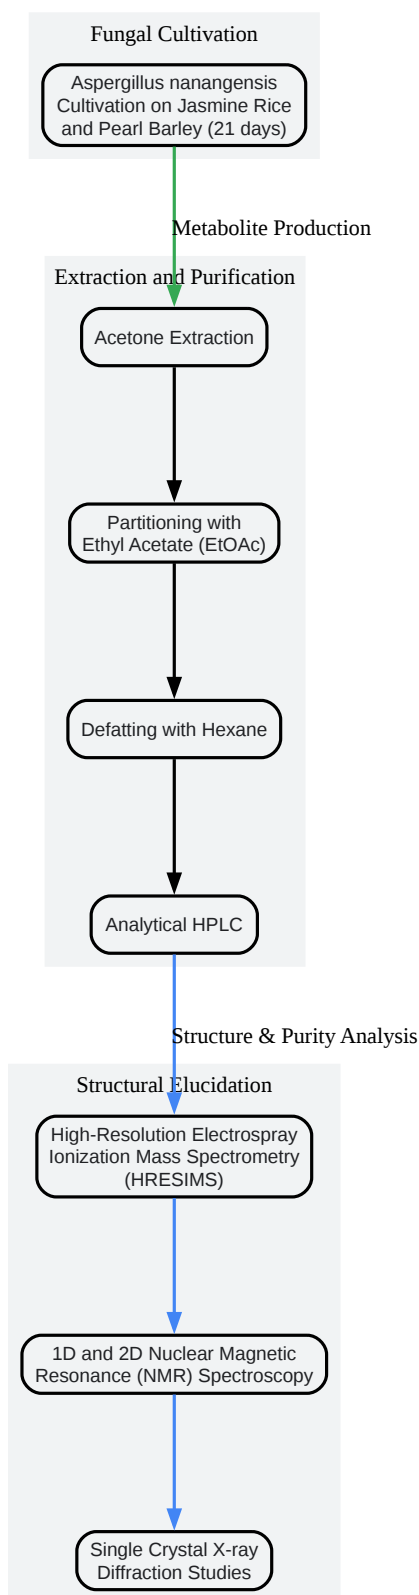 Fungal Cultivation
Aspergillus nanangensis
Cultivation on Jasmine Rice
and Pearl Barley (21 days)
Metabolite Production
Extraction and Purification
Acetone Extraction
Partitioning with
Ethyl Acetate (EtOAc)
Defatting with Hexane
Analytical HPLC
Structure & Purity Analysis
Structural Elucidation
High-Resolution Electrospray
Ionization Mass Spectrometry
(HRESIMS)
1D and 2D Nuclear Magnetic
Resonance (NMR) Spectroscopy
Single Crystal X-ray
Diffraction Studies